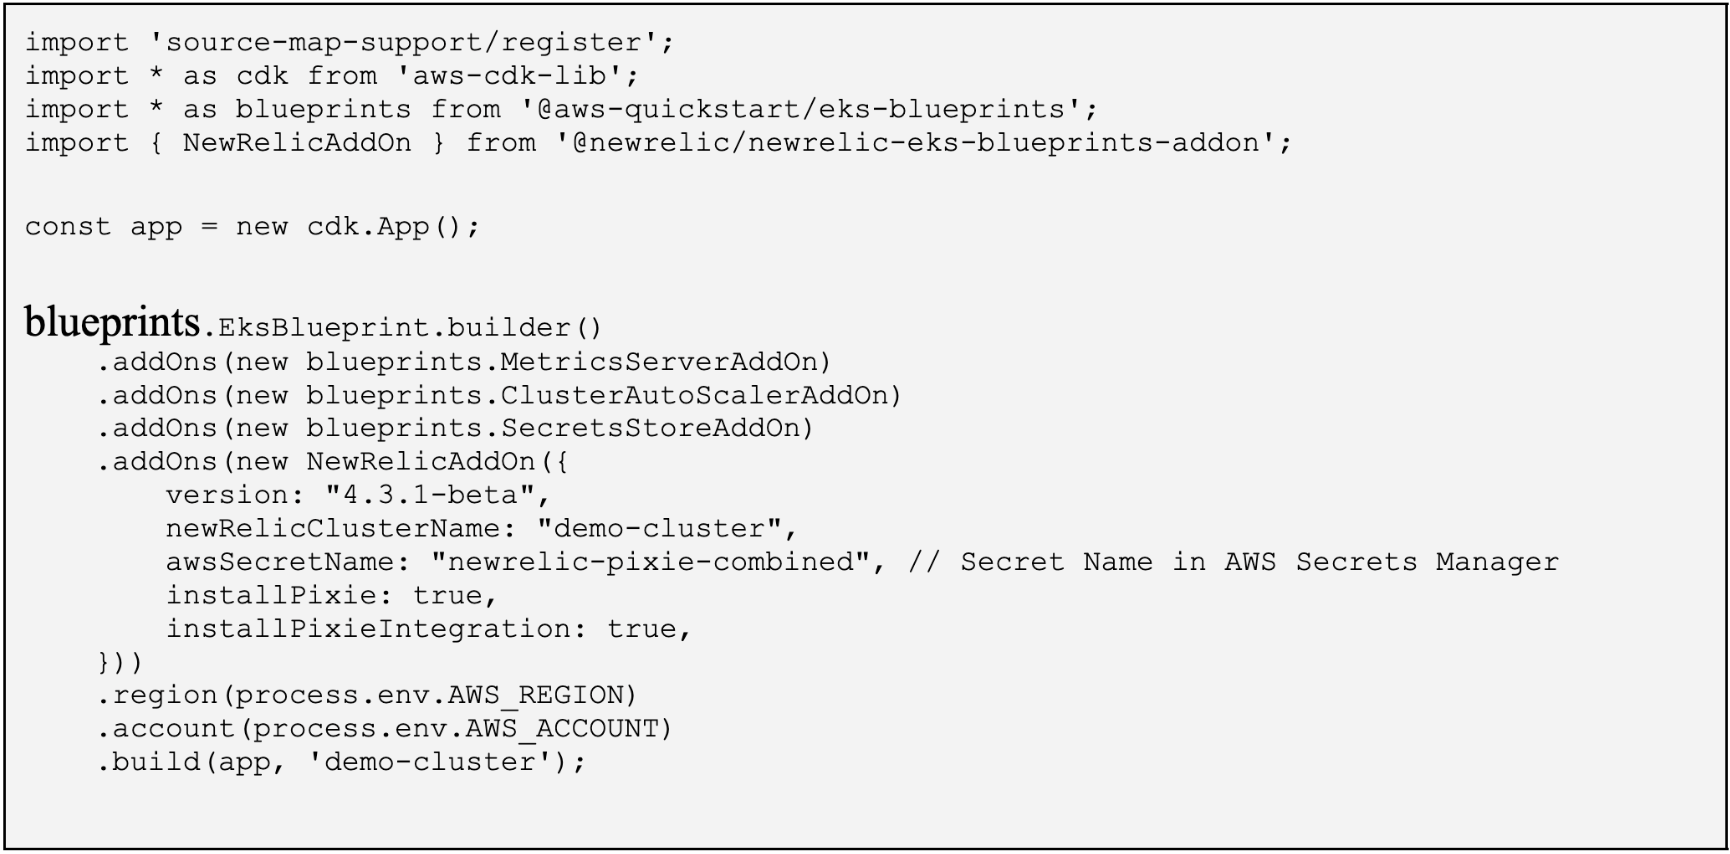 import 'source-map-support/register';
import * as cdk from 'aws-cdk-lib';
import * as blueprints from '@aws-quickstart/eks-blueprints';
import { NewRelicAddOn } from '@newrelic/newrelic-eks-blueprints-addon';
const app = new cdk.App();
blueprints.EksBlueprint.builder()
    .addOns(new blueprints.MetricsServerAddOn)
    .addOns(new blueprints.ClusterAutoScalerAddOn)
    .addOns(new blueprints.SecretsStoreAddOn)
    .addOns(new NewRelicAddOn({
        version: "4.3.1-beta",
        newRelicClusterName: "demo-cluster",
        awsSecretName: "newrelic-pixie-combined", // Secret Name in AWS Secrets Manager
        installPixie: true,
        installPixieIntegration: true,
    }))
    .region(process.env.AWS_REGION)
    .account(process.env.AWS_ACCOUNT)
    .build(app, 'demo-cluster');